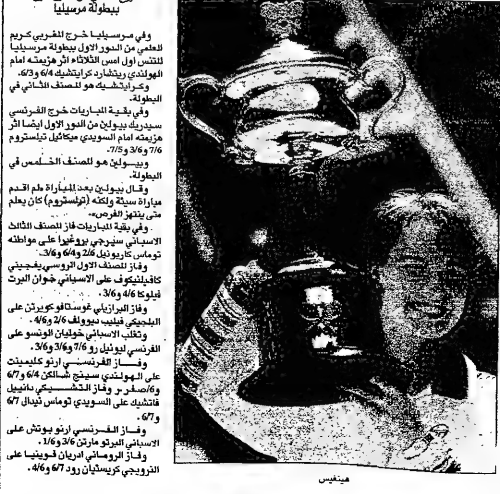 ببطولة مرسيليا
وفي مرسيليا خرج المغربي كريم
العلمي من الدور الاول ببطولة مرسيليا
للتنس اول امس الثلاثاء اثر هزيمته امام
الهولندي ريتشارد كرايتشيك 6/4 و6/3.
وكرايتشيك هو المصنف الثاني في
البطولة.
وفي بقية المباريات خرج الفرنسي
سيدريك بيولين من الدور الاول ايضا اثر
هزيمته امام السويدي ميكائيل تيلستروم
7/6 و3/6 و7/5.
وبيولين هو المصنف الخامس في
البطولة.
وقال بيولين بعد المباراة «لم اقدم
مباراة سيئة ولكنه (تيلستروم) كان يعلم
متى ينتهز الفرص».
وفي بقية المباريات فاز المصنف الثالث
الاسباني سيرجي بروغيرا على مواطنه
توماس كاربونيل 2/6 و6/4 و3/6.
وفاز المصنف الاول الروسي يفجيني
كافيلنيكوف على الاسباني خوان البرت
فيلوكا 4/6 و3/6.
وفاز البرازيلي غوستافو كويرتن على
البلجيكي فيليب ديوولف 2/6 و4/6.
وتغلب الاسباني خوليان الونسو على
الفرنسي ليونيل رو 7/6 و3/6 و3/6.
وفاز الفرنسي ارنو كليمينت
على الهولندي سينج شالكن 6/4 و6/7
و6/صفر و وفاز التشيكي دانييل
فاتشيك على السويدي توماس نيدال 6/7
و6/7.
وفاز الفرنسي ارنو بوتش على
الاسباني البرتو مارتن 3/6 و1/6.
وفاز الروماني ادريان فوينيا على
النرويجي كريستيان رود 6/7 و4/6.
هينغيس